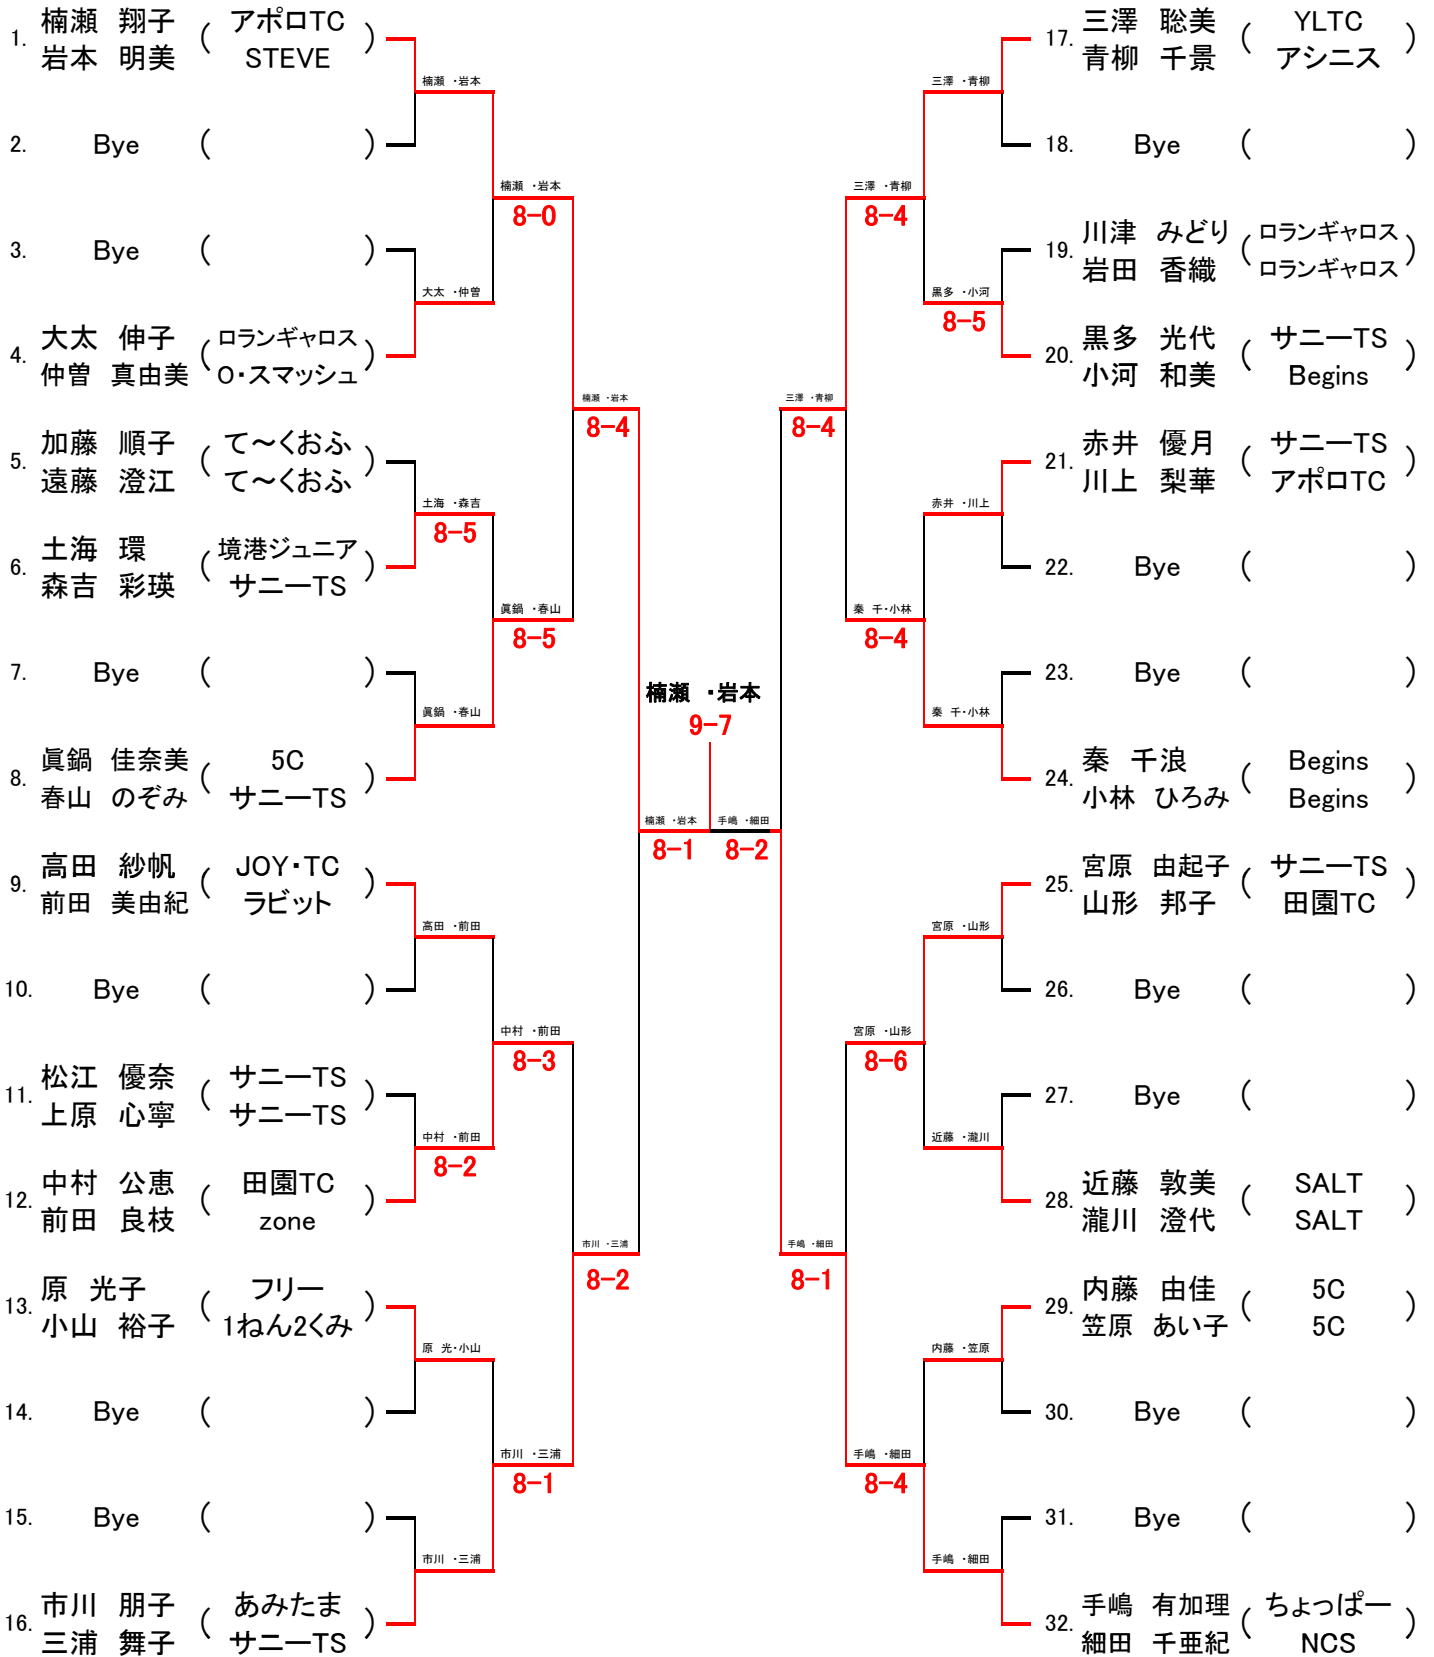 1. 楠瀬 翔子 ( アポロTC )
岩本 明美 STEVE
楠瀬 ・岩本
2. Bye ( )
楠瀬 ・岩本
8-0
3. Bye ( )
大太 ・仲曽
4. 大太 伸子 ( ロランギャロス )
仲曽 真由美 O・スマッシュ
楠瀬 ・岩本
8-4
5. 加藤 順子 ( て～くおふ )
遠藤 澄江 て～くおふ
土海 ・森吉
8-5
6. 土海 環 ( 境港ジュニア )
森吉 彩瑛 サニーTS
眞鍋 ・春山
8-5
7. Bye ( )
眞鍋 ・春山
8. 眞鍋 佳奈美 ( 5C )
春山 のぞみ サニーTS
楠瀬 ・岩本
8-1
9. 高田 紗帆 ( JOY・TC )
前田 美由紀 ラビット
高田 ・前田
10. Bye ( )
中村 ・前田
8-3
11. 松江 優奈 ( サニーTS )
上原 心寧 サニーTS
中村 ・前田
8-2
12. 中村 公恵 ( 田園TC )
前田 良枝 zone
市川 ・三浦
8-2
13. 原 光子 ( フリー )
小山 裕子 1ねん2くみ
原 光・小山
14. Bye ( )
市川 ・三浦
8-1
15. Bye ( )
市川 ・三浦
16. 市川 朋子 ( あみたま )
三浦 舞子 サニーTS
楠瀬 ・岩本
9-7
17. 三澤 聡美 ( YLTC )
青柳 千景 アシニス
三澤 ・青柳
18. Bye ( )
三澤 ・青柳
8-4
19. 川津 みどり ( ロランギャロス )
岩田 香織 ロランギャロス
黒多 ・小河
8-5
20. 黒多 光代 ( サニーTS )
小河 和美 Begins
三澤 ・青柳
8-4
21. 赤井 優月 ( サニーTS )
川上 梨華 アポロTC
赤井 ・川上
22. Bye ( )
秦 千・小林
8-4
23. Bye ( )
秦 千・小林
24. 秦 千浪 ( Begins )
小林 ひろみ Begins
手嶋 ・細田
8-2
25. 宮原 由起子 ( サニーTS )
山形 邦子 田園TC
宮原 ・山形
26. Bye ( )
宮原 ・山形
8-6
27. Bye ( )
近藤 ・瀧川
28. 近藤 敦美 ( SALT )
瀧川 澄代 SALT
手嶋 ・細田
8-1
29. 内藤 由佳 ( 5C )
笠原 あい子 5C
内藤 ・笠原
30. Bye ( )
手嶋 ・細田
8-4
31. Bye ( )
手嶋 ・細田
32. 手嶋 有加理 ( ちょっぱー )
細田 千亜紀 NCS